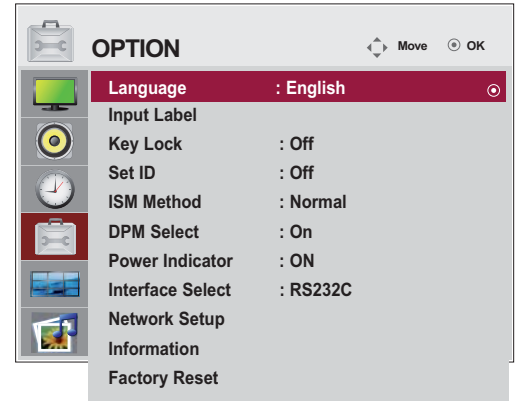 OPTION Move OK
Language : English
Input Label
Key Lock : Off
Set ID : Off
ISM Method : Normal
DPM Select : On
Power Indicator : ON
Interface Select : RS232C
Network Setup
Information
Factory Reset